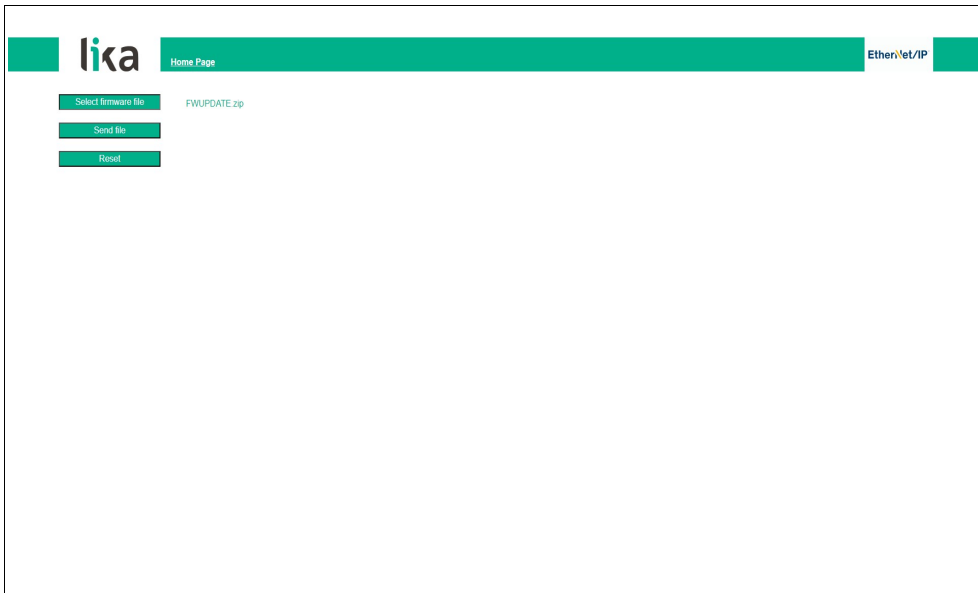 lika
Home Page
EtherNet/IP
Select firmware file
FWUPDATE.zip
Send file
Reset